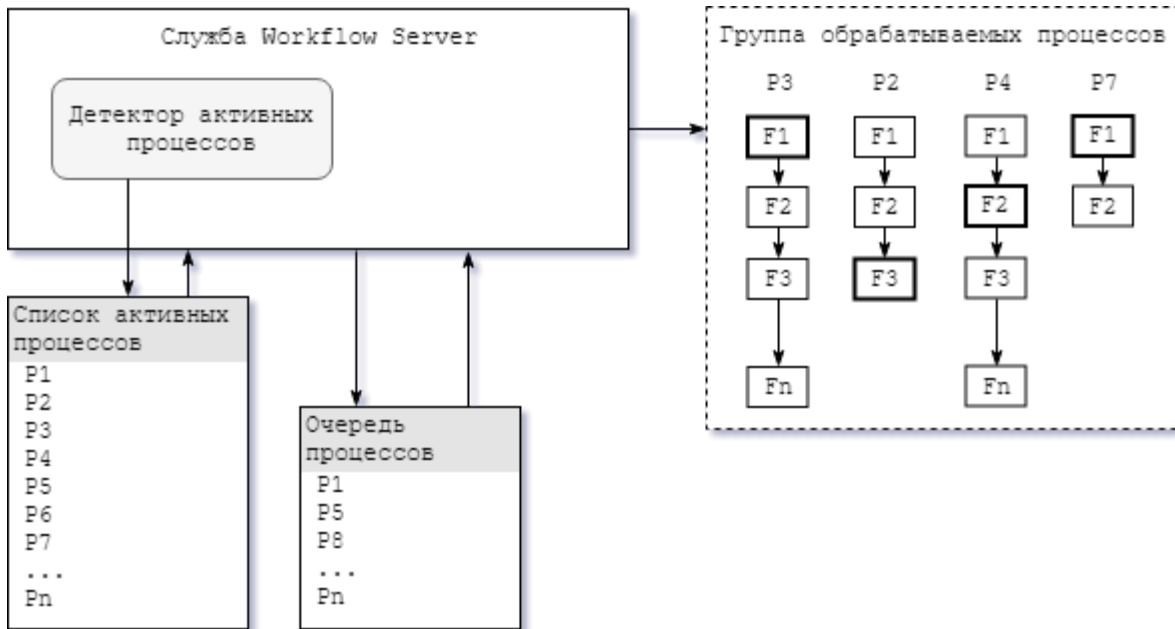 Служба Workflow Server
Детектор активных
процессов
Список активных
процессов
P1
P2
P3
P4
P5
P6
P7
...
Pn
Очередь
процессов
P1
P5
P8
...
Pn
Группа обрабатываемых процессов
P3 P2 P4 P7
F1 F1 F1 F1
F2 F2 F2 F2
F3 F3 F3
Fn Fn